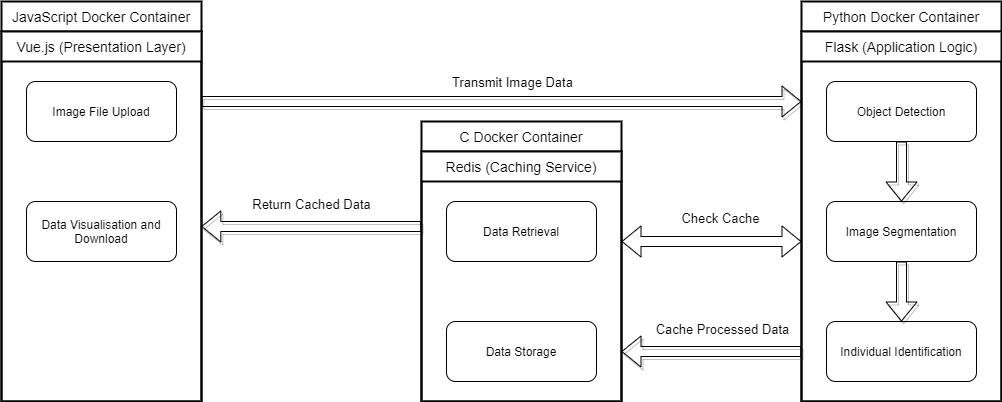 JavaScript Docker Container
Vue.js (Presentation Layer)
Image File Upload
Data Visualisation and
Download
Transmit Image Data
Return Cached Data
C Docker Container
Redis (Caching Service)
Data Retrieval
Data Storage
Check Cache
Cache Processed Data
Python Docker Container
Flask (Application Logic)
Object Detection
Image Segmentation
Individual Identification